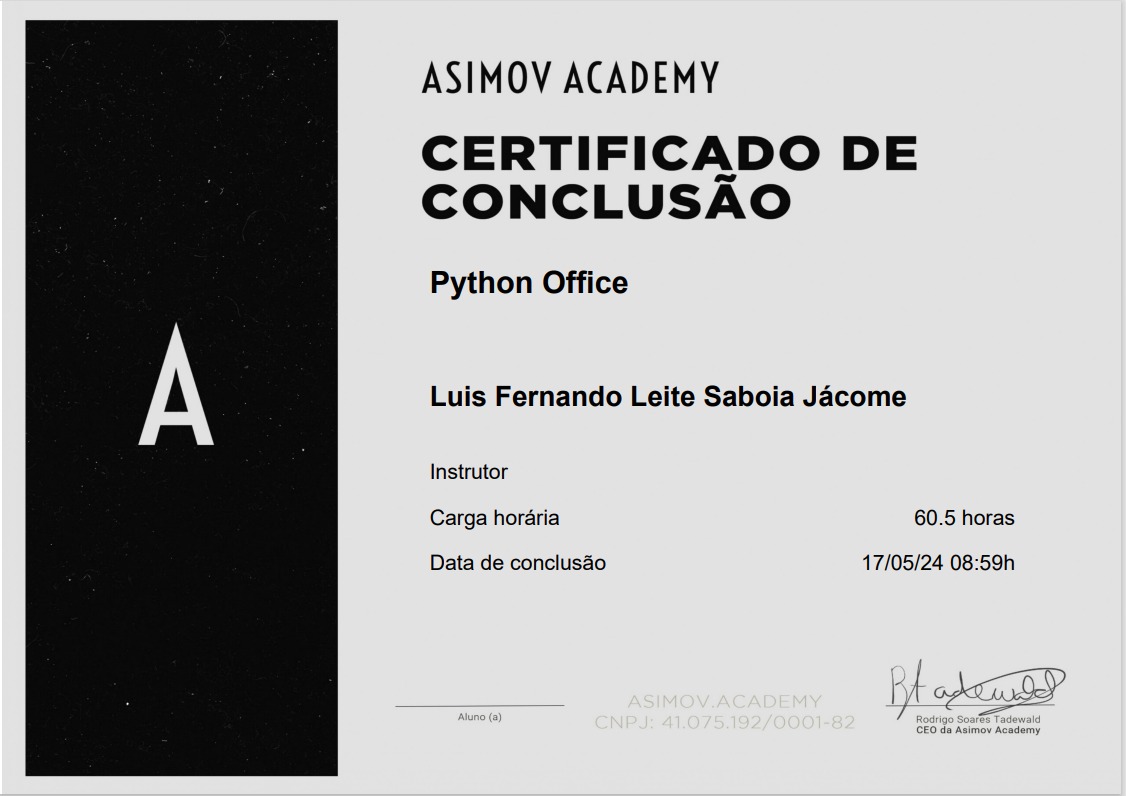 A
ASIMOV ACADEMY
CERTIFICADO DE
CONCLUSÃO
Python Office
Luis Fernando Leite Saboia Jácome
Instrutor
Carga horária 60.5 horas
Data de conclusão 17/05/24 08:59h
Aluno (a)
ASIMOV.ACADEMY
CNPJ: 41.075.192/0001-82
Rodrigo Soares Tadewald
CEO da Asimov Academy